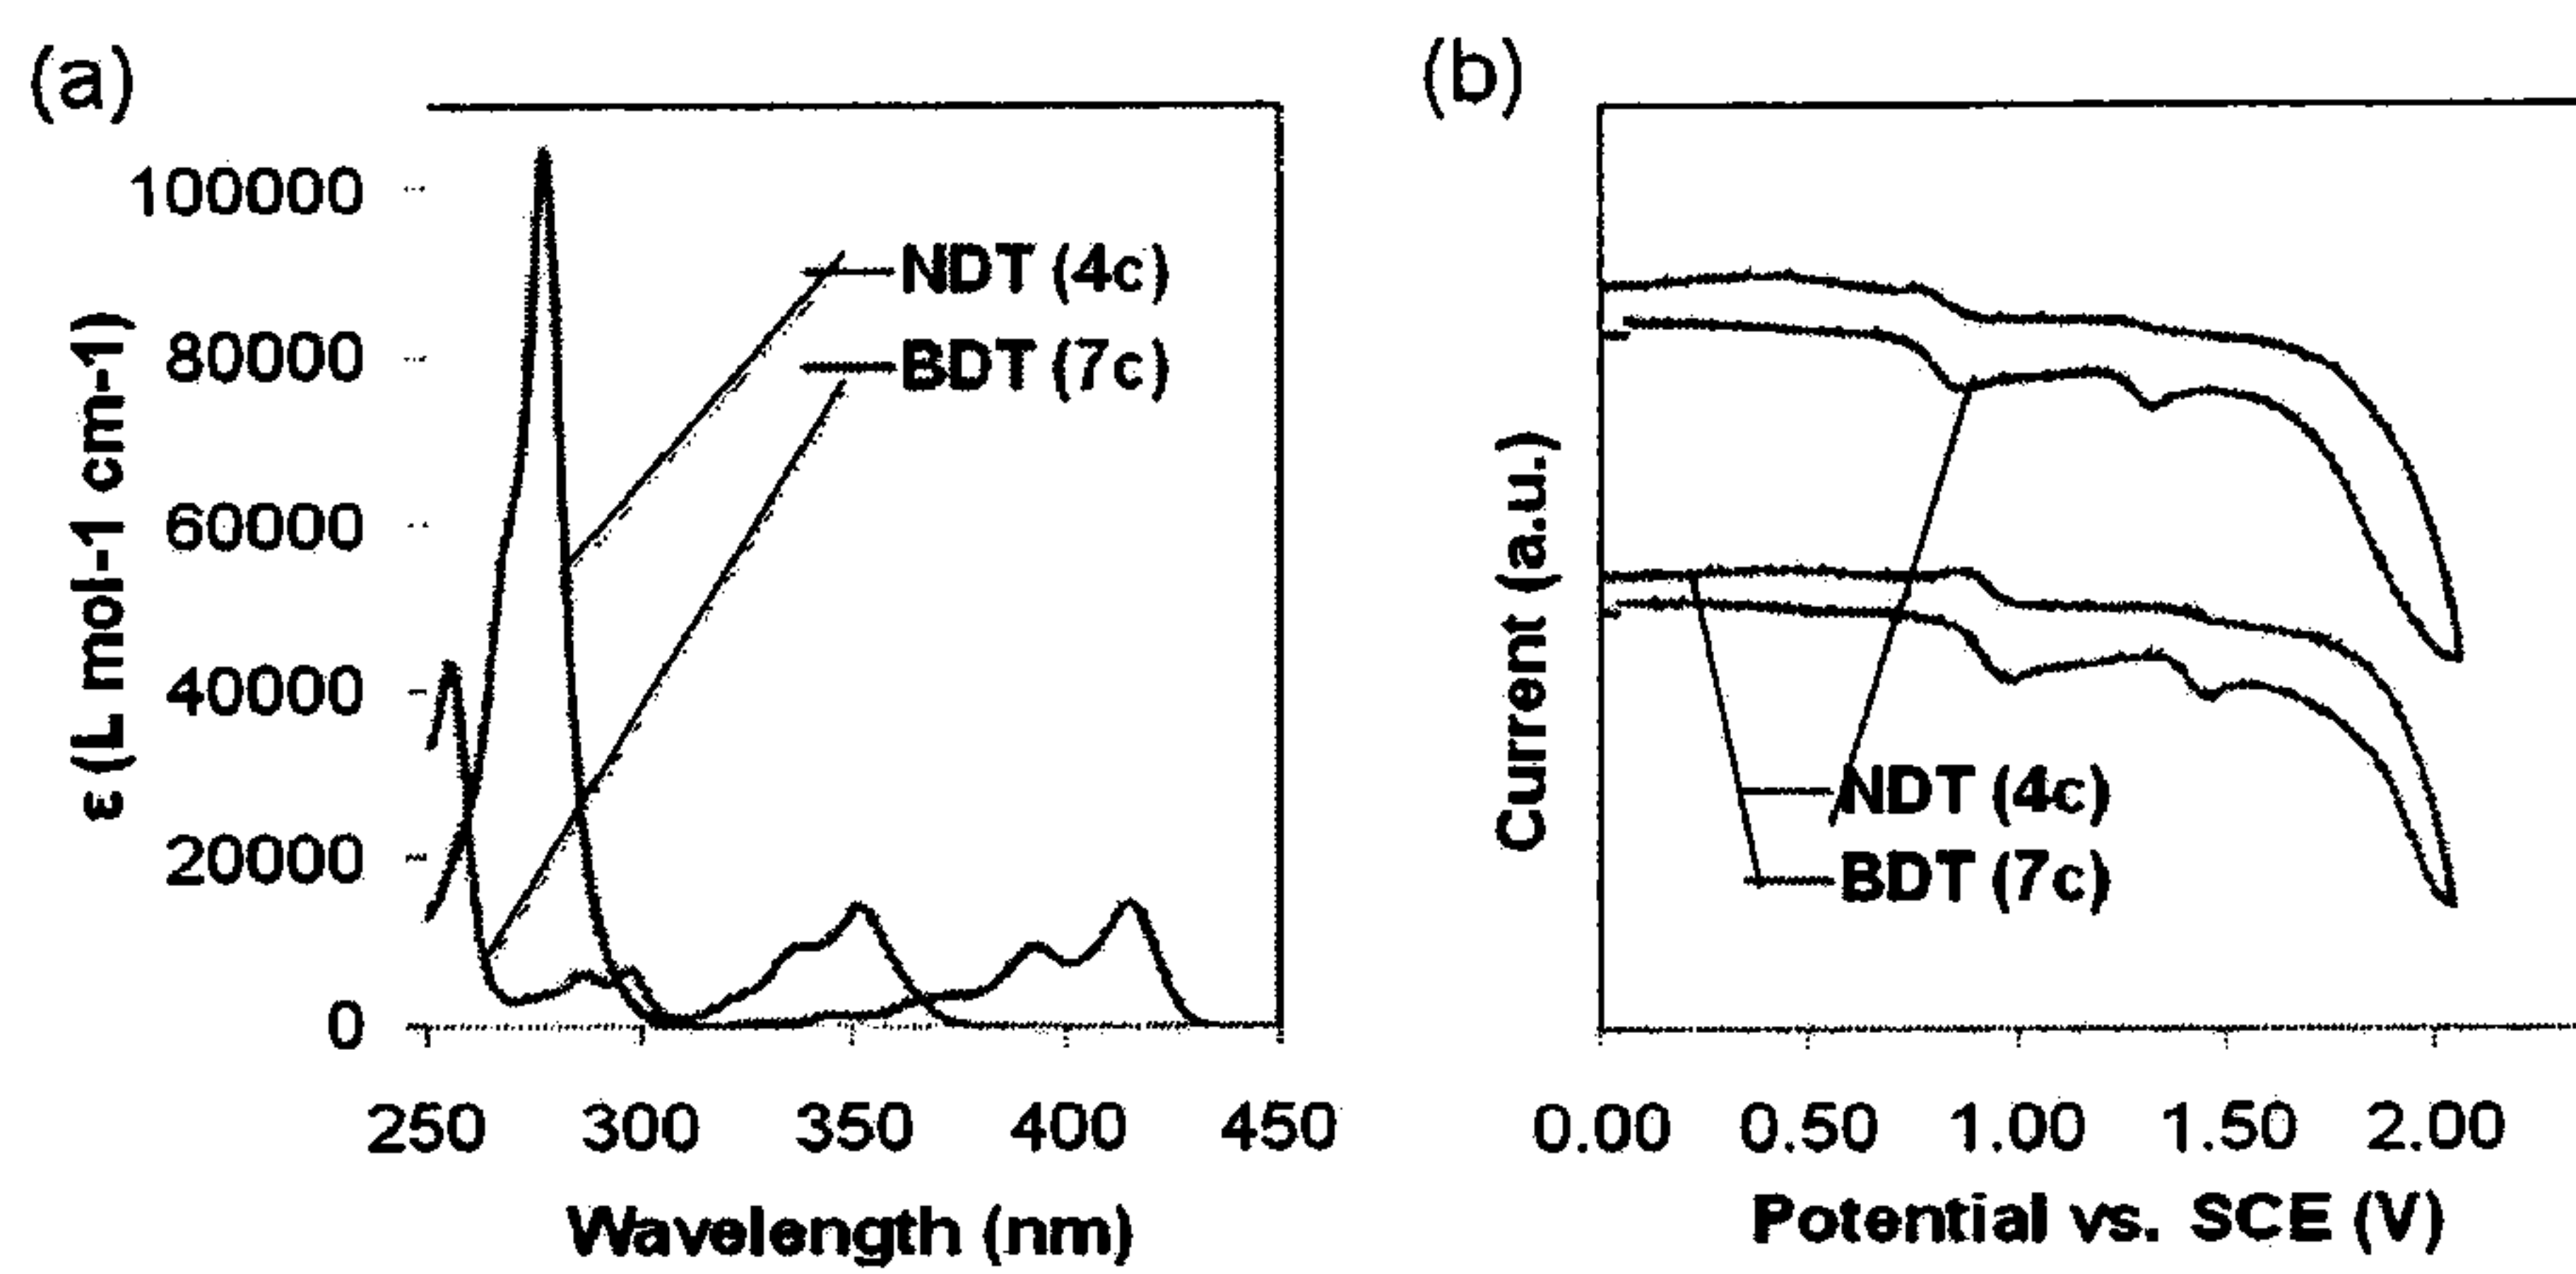 (a)
ε (L mol-1 cm-1)
100000
80000
60000
40000
20000
0
NDT (4c)
BDT (7c)
250 300 350 400 450
Wavelength (nm)
(b)
Current (a.u.)
NDT (4c)
BDT (7c)
0.00 0.50 1.00 1.50 2.00
Potential vs. SCE (V)